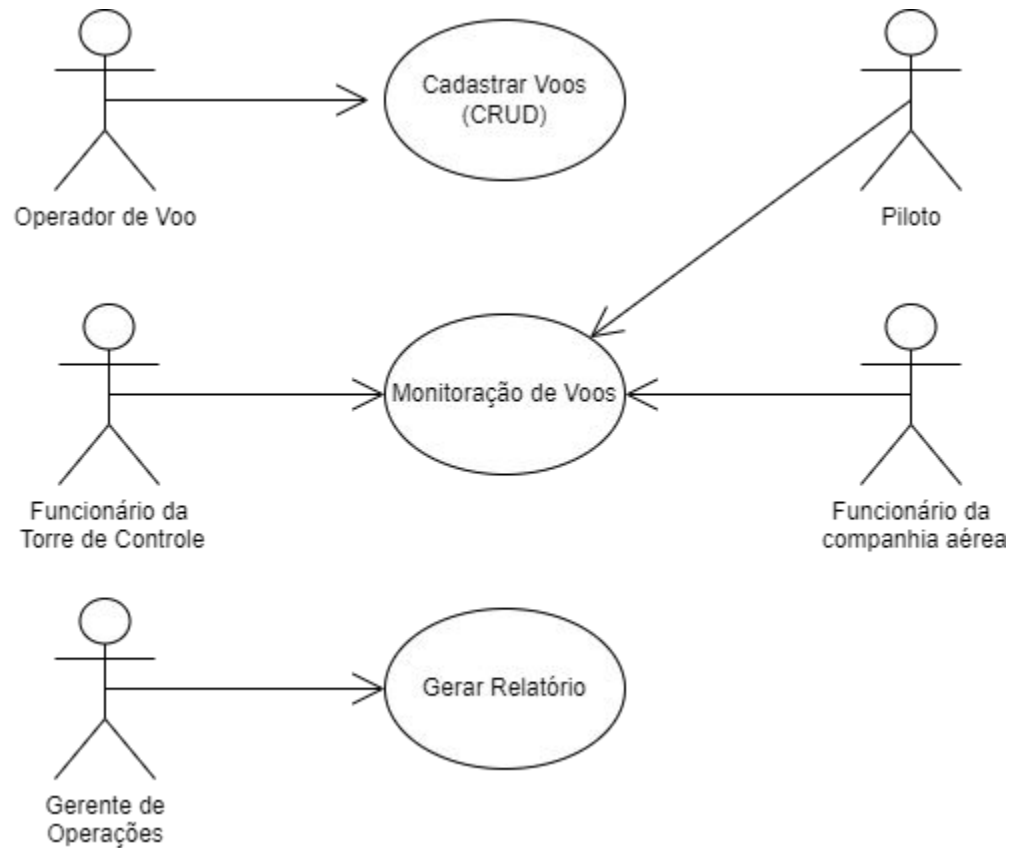 Cadastrar Voos
(CRUD)
Operador de Voo
Piloto
Monitoração de Voos
Funcionário da
Torre de Controle
Funcionário da
companhia aérea
Gerar Relatório
Gerente de
Operações